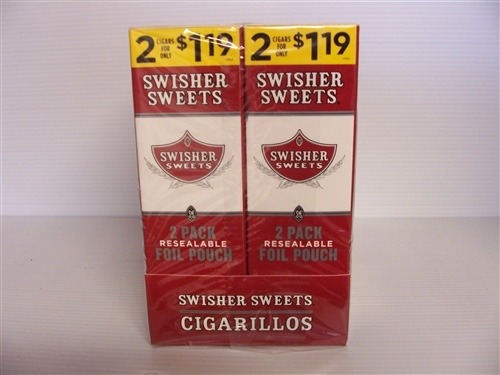 2 CIGARS FOR ONLY $1.19
SWISHER
SWEETS
SWISHER
SWEETS
2 PACK
RESEALABLE
FOIL POUCH
2 CIGARS FOR ONLY $1.19
SWISHER
SWEETS
SWISHER
SWEETS
2 PACK
RESEALABLE
FOIL POUCH
SWISHER SWEETS
CIGARILLOS